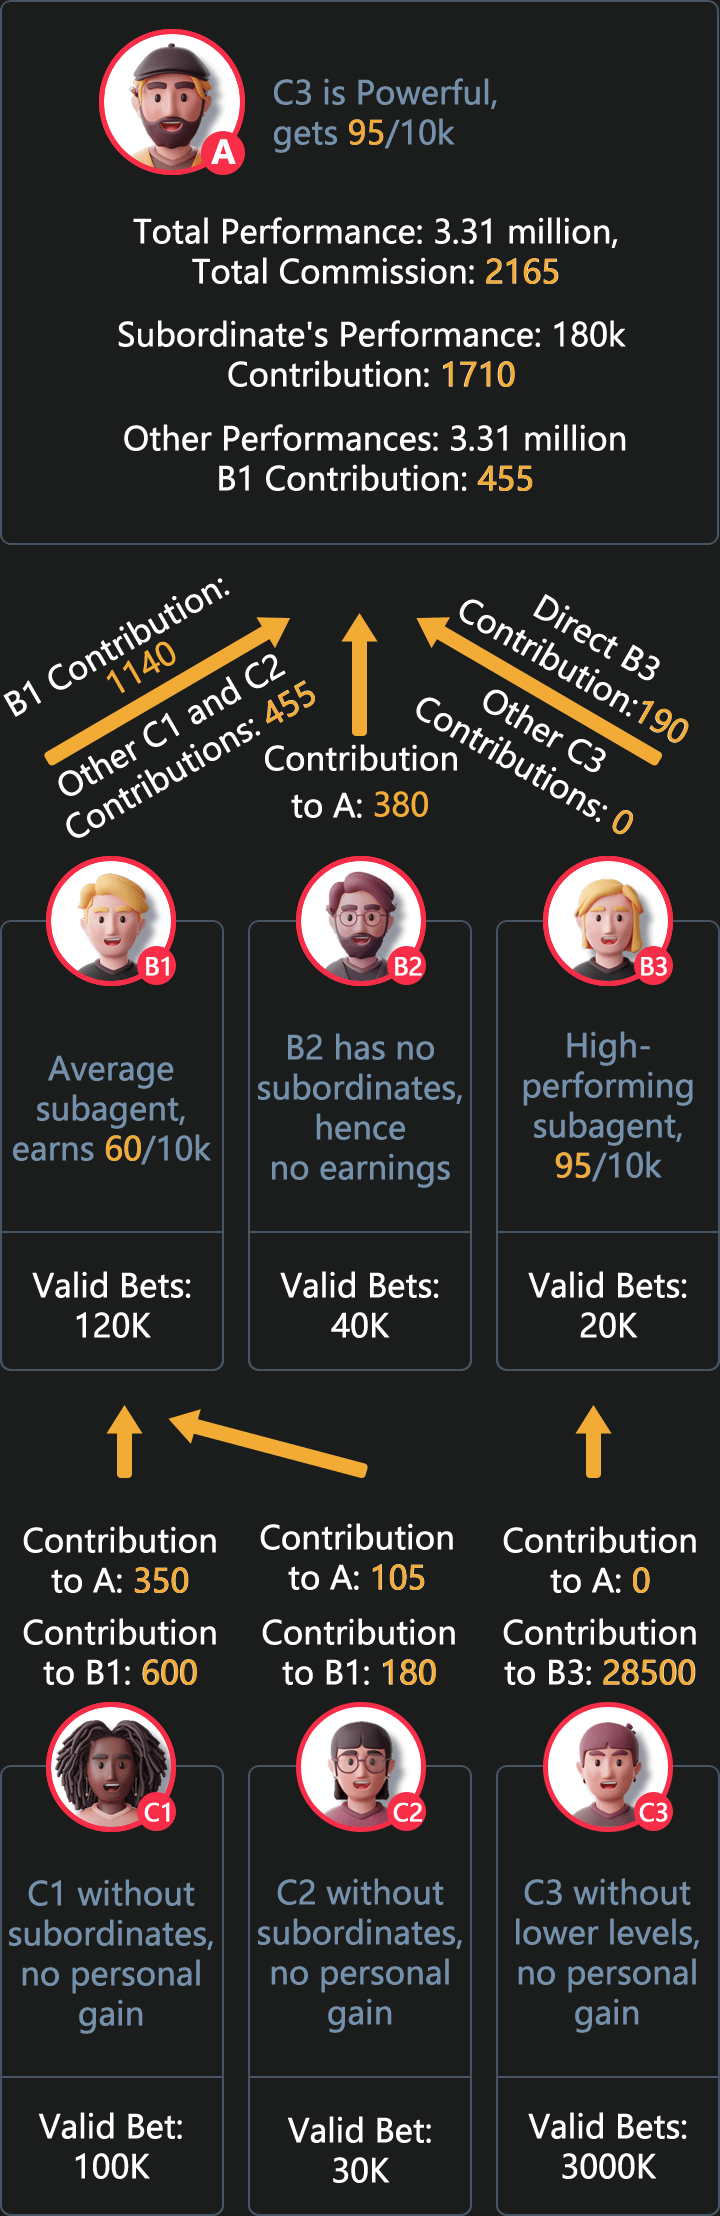 A
C3 is Powerful,
gets 95/10k
Total Performance: 3.31 million,
Total Commission: 2165
Subordinate's Performance: 180k
Contribution: 1710
Other Performances: 3.31 million
B1 Contribution: 455
B1 Contribution:
1140
Other C1 and C2
Contributions: 455
Contribution
to A: 380
Direct B3
Contribution:190
Other C3
Contributions: 0
B1
Average
subagent,
earns 60/10k
Valid Bets:
120K
B2
B2 has no
subordinates,
hence
no earnings
Valid Bets:
40K
B3
High-
performing
subagent,
95/10k
Valid Bets:
20K
Contribution
to A: 350
Contribution
to B1: 600
Contribution
to A: 105
Contribution
to B1: 180
Contribution
to A: 0
Contribution
to B3: 28500
C1
C1 without
subordinates,
no personal
gain
Valid Bet:
100K
C2
C2 without
subordinates,
no personal
gain
Valid Bet:
30K
C3
C3 without
lower levels,
no personal
gain
Valid Bets:
3000K